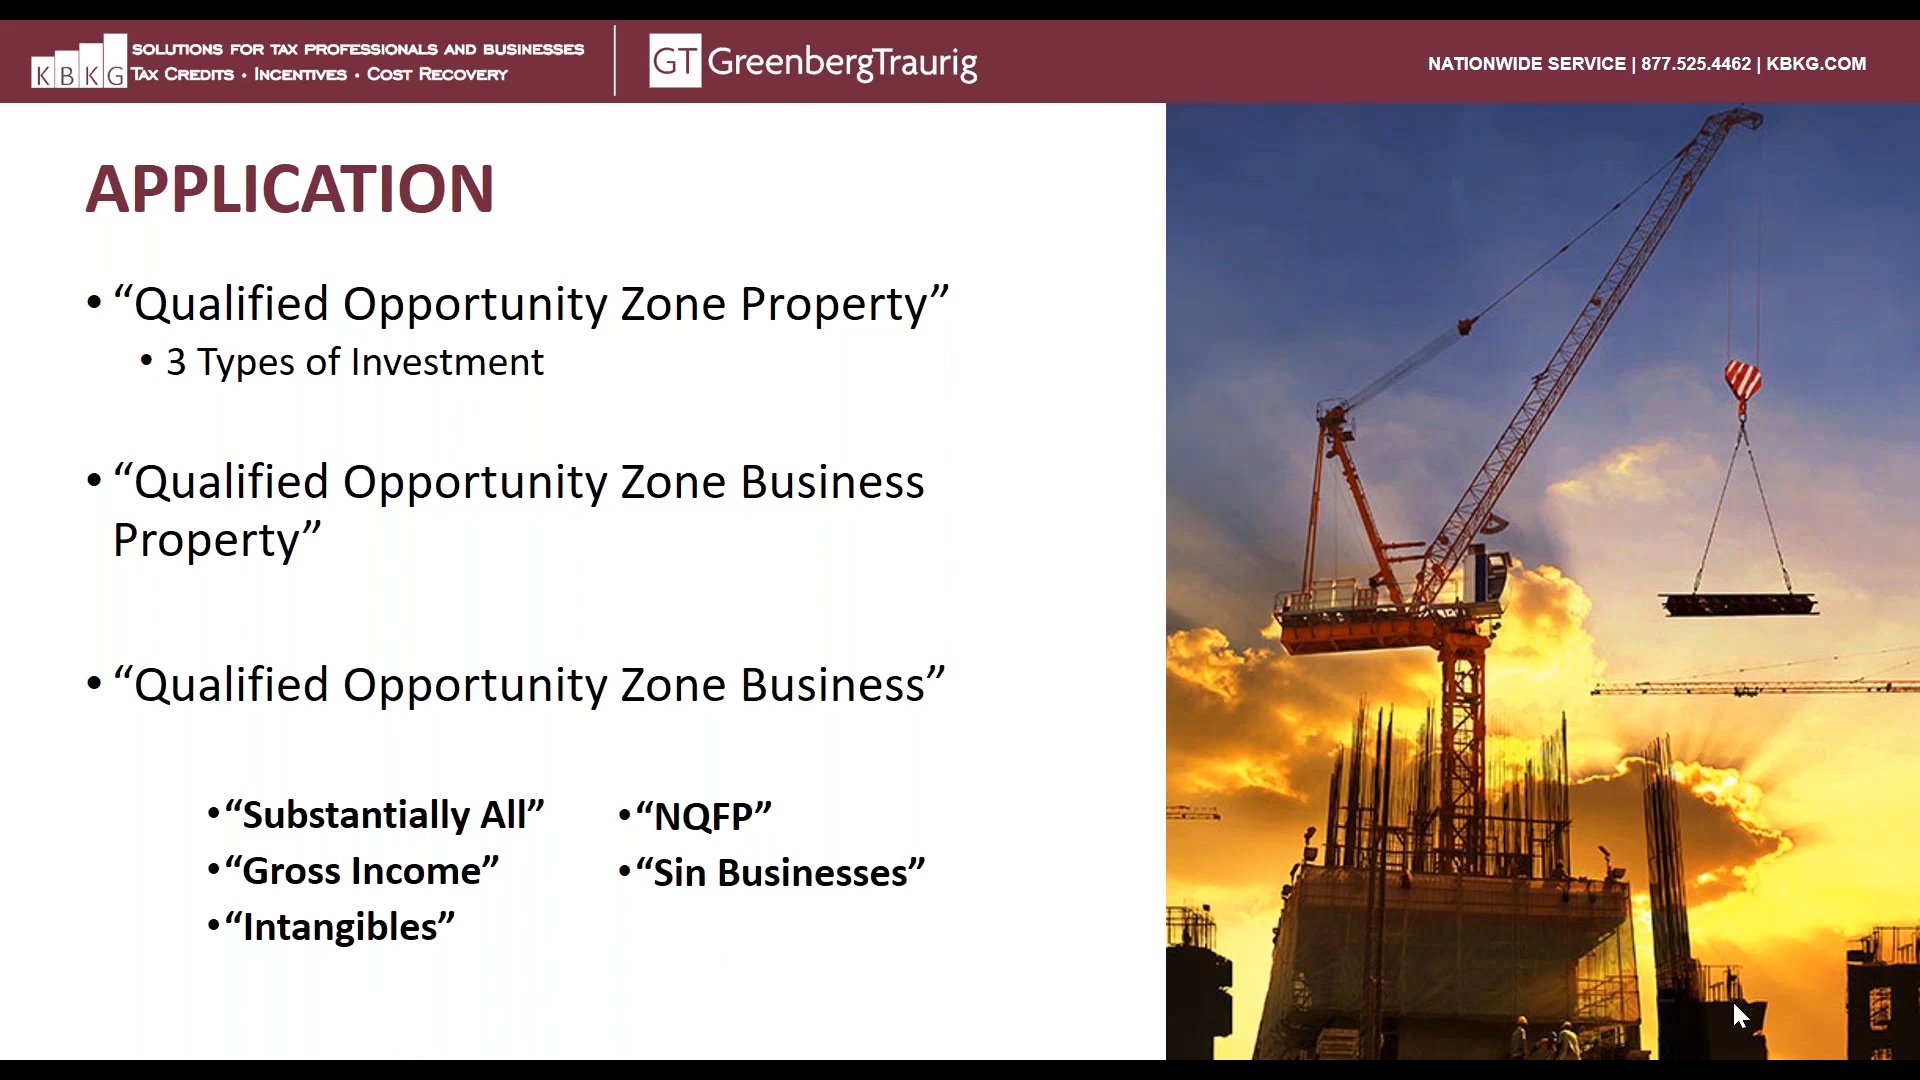 KBKG
SOLUTIONS FOR TAX PROFESSIONALS AND BUSINESSES
TAX CREDITS • INCENTIVES • COST RECOVERY
GT GreenbergTraurig
NATIONWIDE SERVICE | 877.525.4462 | KBKG.COM
APPLICATION
• “Qualified Opportunity Zone Property”
• 3 Types of Investment
• “Qualified Opportunity Zone Business
Property”
• “Qualified Opportunity Zone Business”
• “Substantially All”
• “Gross Income”
• “Intangibles”
• “NQFP”
• “Sin Businesses”